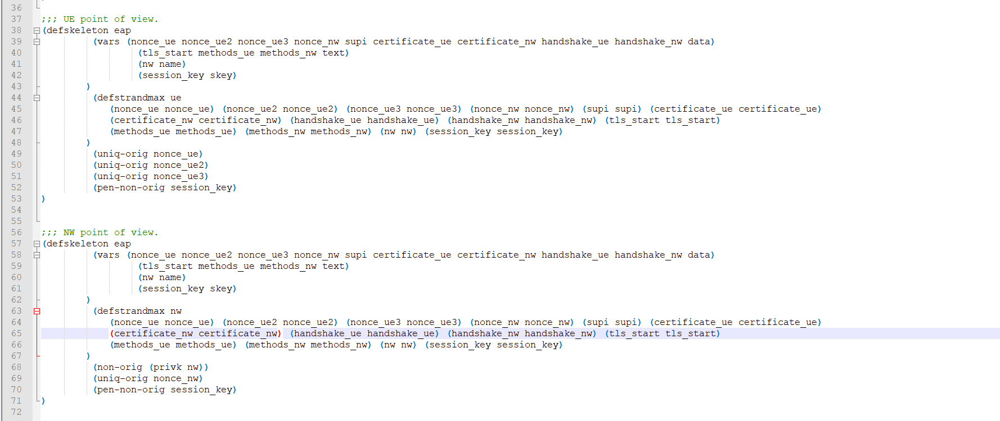 36
37 ;;; UE point of view.
38 (defskeleton eap
39 (vars (nonce_ue nonce_ue2 nonce_ue3 nonce_nw supi certificate_ue certificate_nw handshake_ue handshake_nw data)
40 (tls_start methods_ue methods_nw text)
41 (nw name)
42 (session_key skey)
43 )
44 (defstrandmax ue
45 (nonce_ue nonce_ue) (nonce_ue2 nonce_ue2) (nonce_ue3 nonce_ue3) (nonce_nw nonce_nw) (supi supi) (certificate_ue certificate_ue)
46 (certificate_nw certificate_nw) (handshake_ue handshake_ue) (handshake_nw handshake_nw) (tls_start tls_start)
47 (methods_ue methods_ue) (methods_nw methods_nw) (nw nw) (session_key session_key)
48 )
49 (uniq-orig nonce_ue)
50 (uniq-orig nonce_ue2)
51 (uniq-orig nonce_ue3)
52 (pen-non-orig session_key)
53 )
54
55
56 ;;; NW point of view.
57 (defskeleton eap
58 (vars (nonce_ue nonce_ue2 nonce_ue3 nonce_nw supi certificate_ue certificate_nw handshake_ue handshake_nw data)
59 (tls_start methods_ue methods_nw text)
60 (nw name)
61 (session_key skey)
62 )
63 (defstrandmax nw
64 (nonce_ue nonce_ue) (nonce_ue2 nonce_ue2) (nonce_ue3 nonce_ue3) (nonce_nw nonce_nw) (supi supi) (certificate_ue certificate_ue)
65 (certificate_nw certificate_nw) (handshake_ue handshake_ue) (handshake_nw handshake_nw) (tls_start tls_start)
66 (methods_ue methods_ue) (methods_nw methods_nw) (nw nw) (session_key session_key)
67 )
68 (non-orig (privk nw))
69 (uniq-orig nonce_nw)
70 (pen-non-orig session_key)
71 )
72